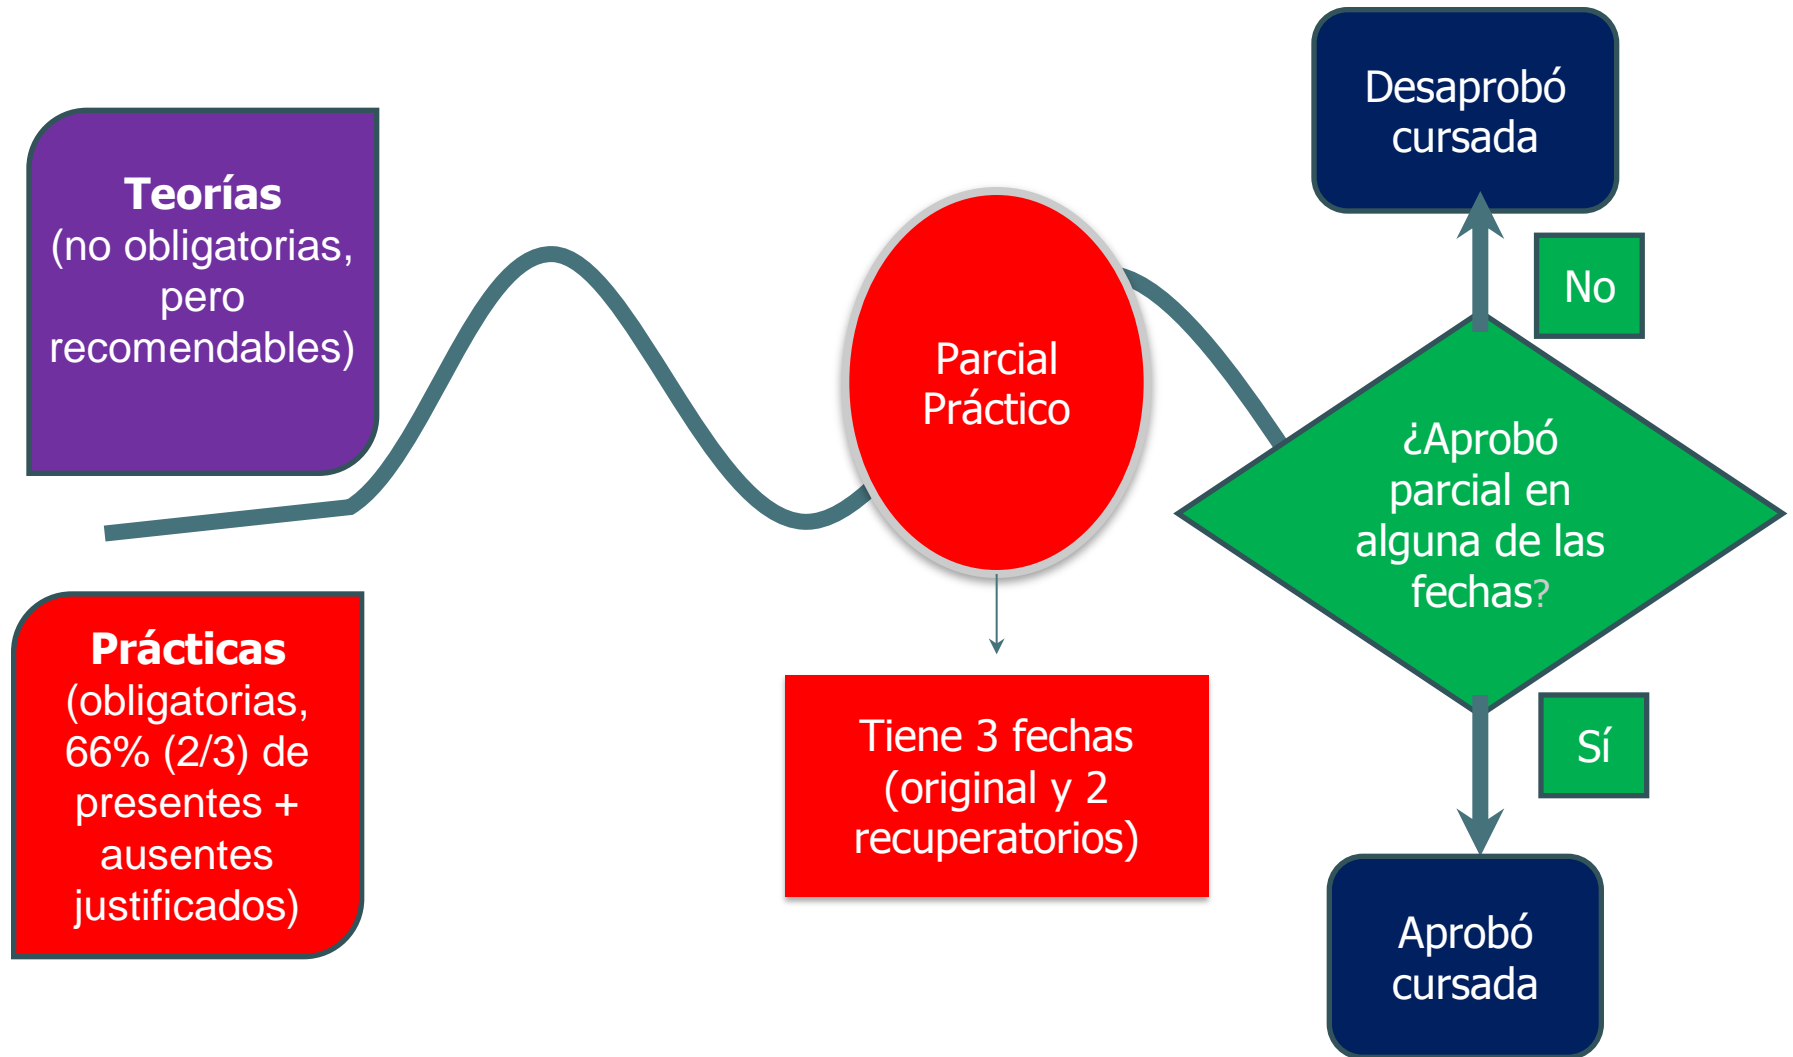 Teorías
(no obligatorias,
pero
recomendables)
Prácticas
(obligatorias,
66% (2/3) de
presentes +
ausentes
justificados)
Parcial
Práctico
Tiene 3 fechas
(original y 2
recuperatorios)
Desaprobó
cursada
No
¿Aprobó
parcial en
alguna de las
fechas?
Sí
Aprobó
cursada